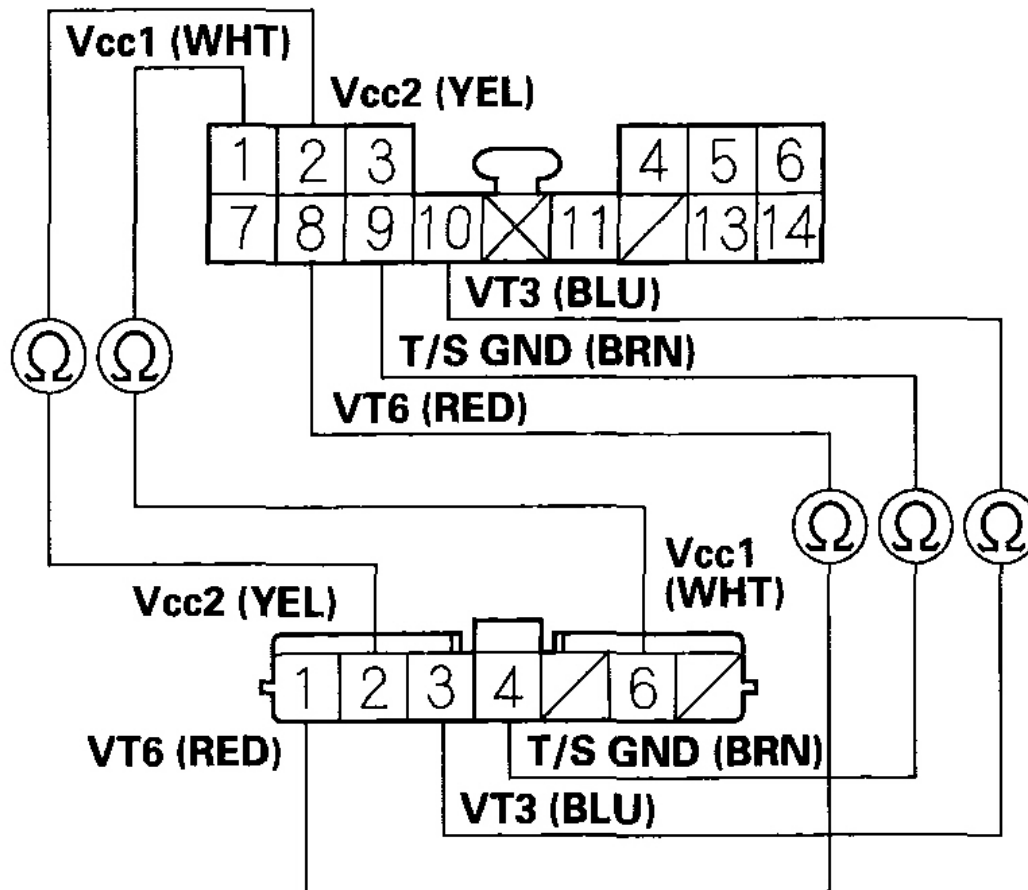 Vcc1 (WHT)
Vcc2 (YEL)
1 2 3 4 5 6
7 8 9 10 11 13 14
VT3 (BLU)
T/S GND (BRN)
VT6 (RED)
Ω Ω
Ω Ω Ω
Vcc1
(WHT)
Vcc2 (YEL)
1 2 3 4 6
VT6 (RED)
T/S GND (BRN)
VT3 (BLU)